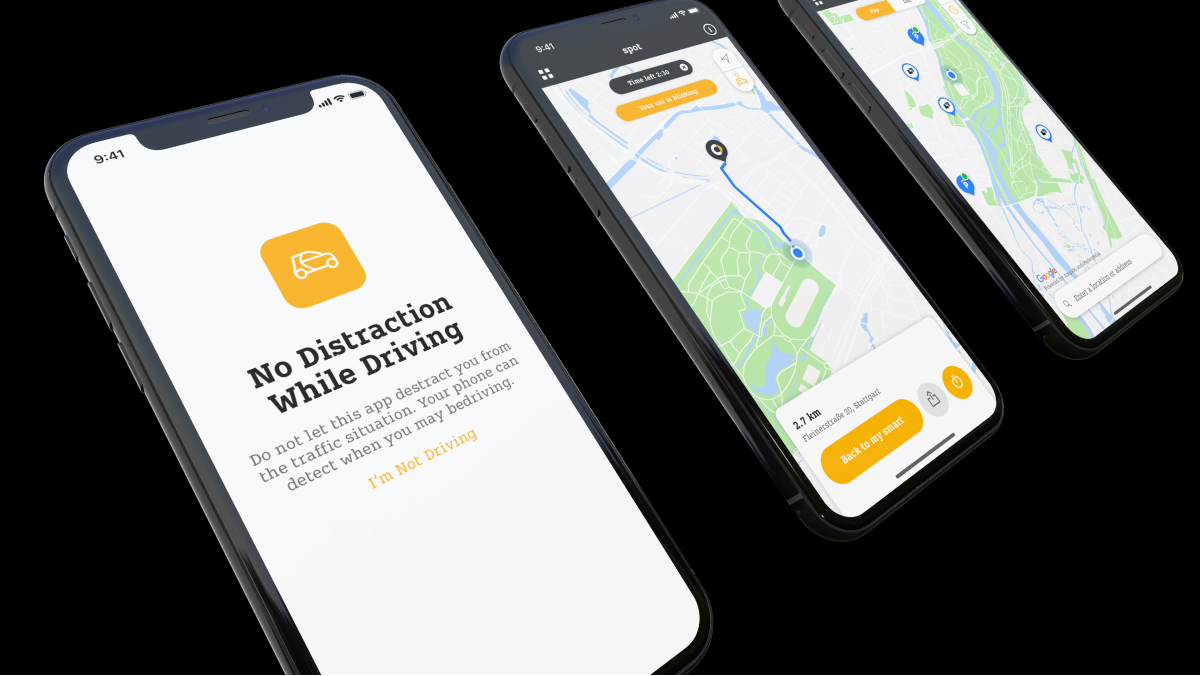 9:41
No Distraction
While Driving
Do not let this app destract you from
the traffic situation. Your phone can
detect when you may bedriving.
I'm Not Driving
9:41
spot
Time left 2:10
Your car is blinking
2.7 km
Fleinerstraße 20, Stuttgart
Back to my smart
Map
P
P
Google
Enter a location or address